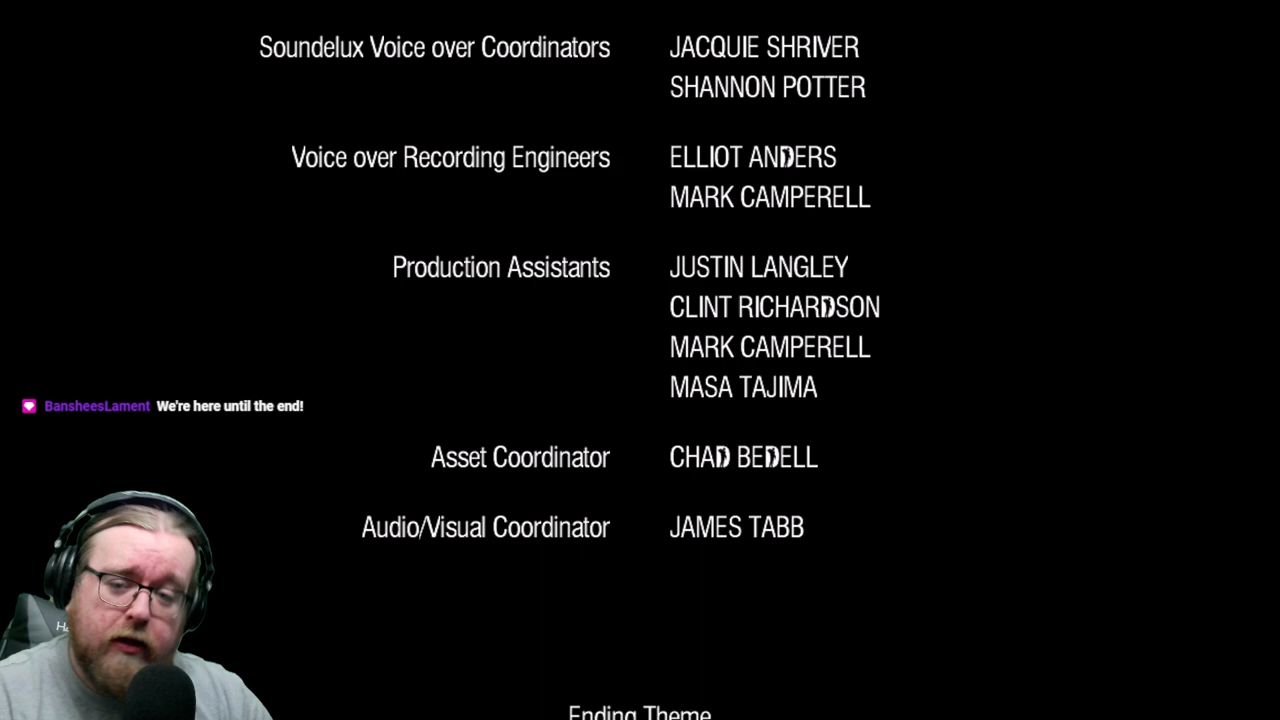 Soundelux Voice over Coordinators JACQUIE SHRIVER
SHANNON POTTER
Voice over Recording Engineers ELLIOT ANDERS
MARK CAMPERELL
Production Assistants JUSTIN LANGLEY
CLINT RICHARDSON
MARK CAMPERELL
MASA TAJIMA
BansheesLament We're here until the end!
Asset Coordinator CHAD BEDELL
Audio/Visual Coordinator JAMES TABB
Ending Theme